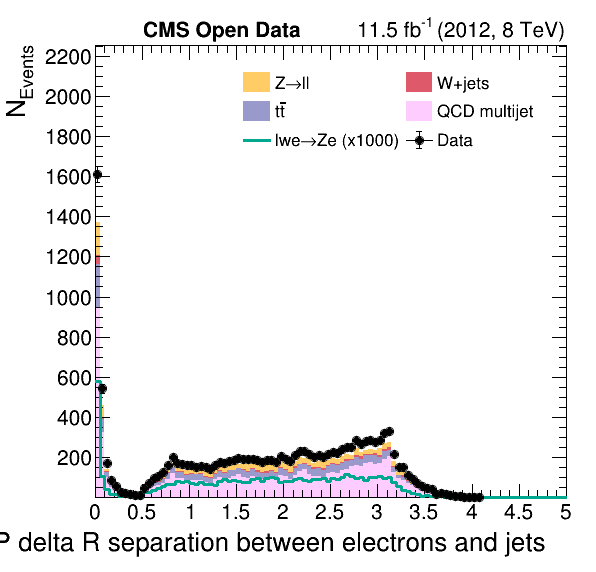 CMS Open Data 11.5 fb⁻¹ (2012, 8 TeV)
N_Events
2200
2000
1800
1600
1400
1200
1000
800
600
400
200
Z→ll W+jets
tt̄ QCD multijet
lwe→Ze (x1000) Data
0 0.5 1 1.5 2 2.5 3 3.5 4 4.5 5
P delta R separation between electrons and jets